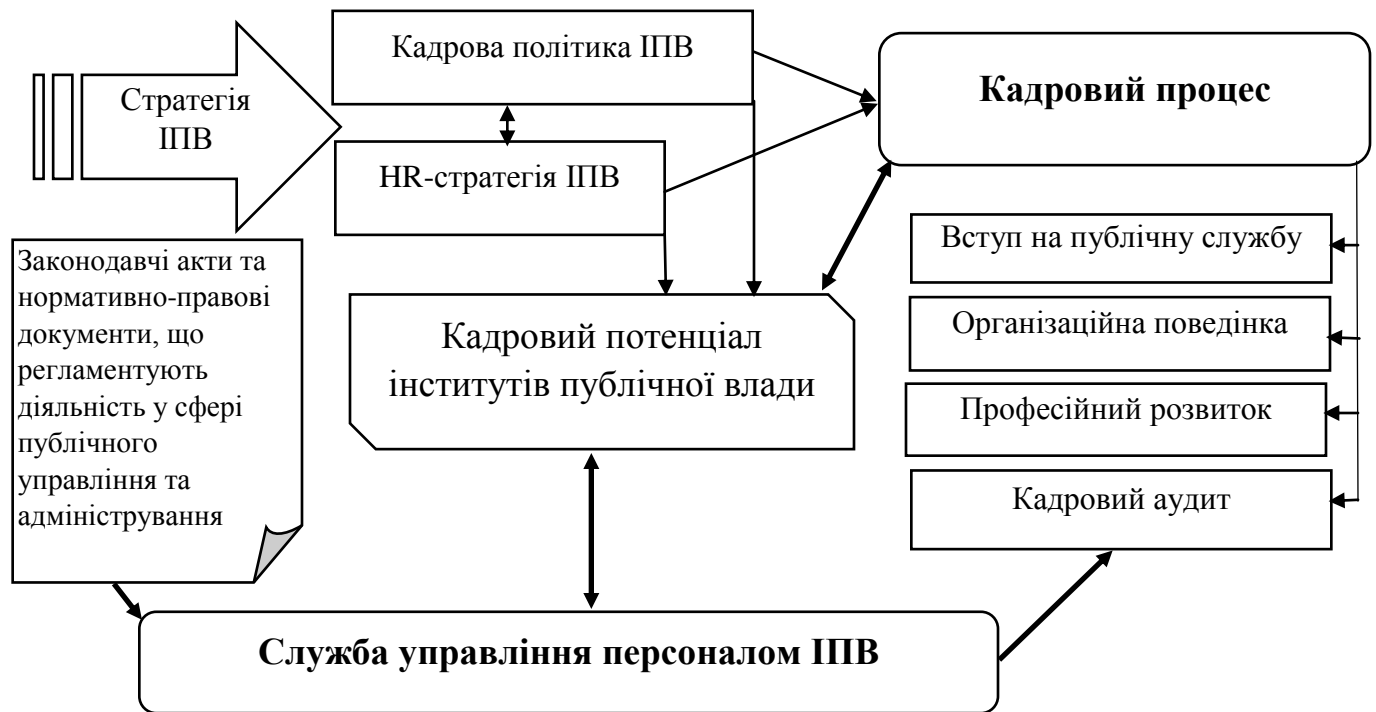 Стратегія
ІПВ
Кадрова політика ІПВ
HR-стратегія ІПВ
Кадровий процес
Законодавчі акти та
нормативно-правові
документи, що
регламентують
діяльність у сфері
публічного
управління та
адміністрування
Кадровий потенціал
інститутів публічної влади
Вступ на публічну службу
Організаційна поведінка
Професійний розвиток
Кадровий аудит
Служба управління персоналом ІПВ